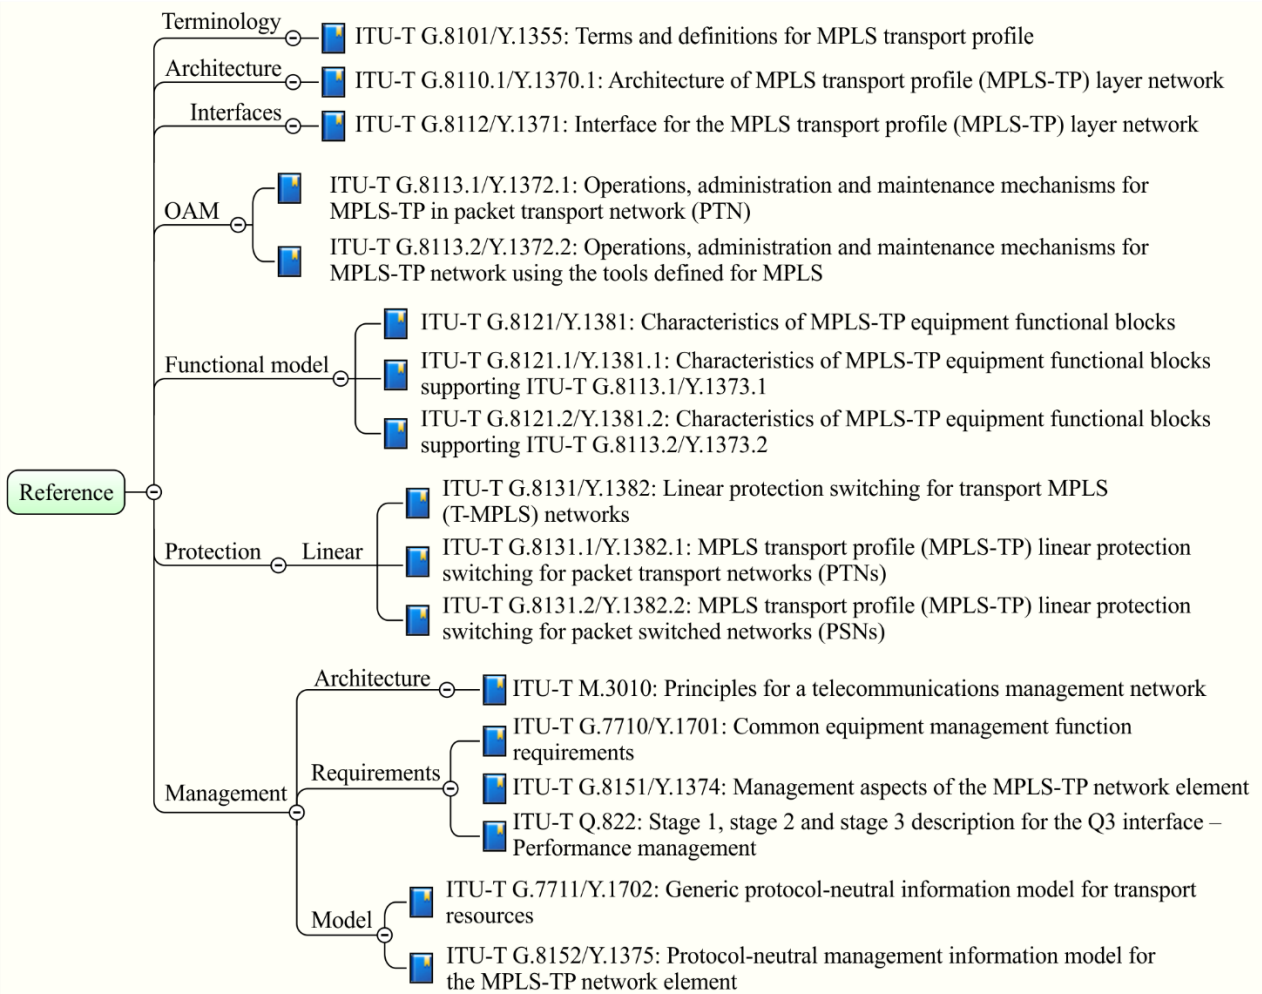 Terminology
ITU-T G.8101/Y.1355: Terms and definitions for MPLS transport profile
Architecture
ITU-T G.8110.1/Y.1370.1: Architecture of MPLS transport profile (MPLS-TP) layer network
Interfaces
ITU-T G.8112/Y.1371: Interface for the MPLS transport profile (MPLS-TP) layer network
OAM
ITU-T G.8113.1/Y.1372.1: Operations, administration and maintenance mechanisms for
MPLS-TP in packet transport network (PTN)
ITU-T G.8113.2/Y.1372.2: Operations, administration and maintenance mechanisms for
MPLS-TP network using the tools defined for MPLS
Functional model
ITU-T G.8121/Y.1381: Characteristics of MPLS-TP equipment functional blocks
ITU-T G.8121.1/Y.1381.1: Characteristics of MPLS-TP equipment functional blocks
supporting ITU-T G.8113.1/Y.1373.1
ITU-T G.8121.2/Y.1381.2: Characteristics of MPLS-TP equipment functional blocks
supporting ITU-T G.8113.2/Y.1373.2
Reference
Protection
Linear
ITU-T G.8131/Y.1382: Linear protection switching for transport MPLS
(T-MPLS) networks
ITU-T G.8131.1/Y.1382.1: MPLS transport profile (MPLS-TP) linear protection
switching for packet transport networks (PTNs)
ITU-T G.8131.2/Y.1382.2: MPLS transport profile (MPLS-TP) linear protection
switching for packet switched networks (PSNs)
Management
Architecture
ITU-T M.3010: Principles for a telecommunications management network
Requirements
ITU-T G.7710/Y.1701: Common equipment management function
requirements
ITU-T G.8151/Y.1374: Management aspects of the MPLS-TP network element
ITU-T Q.822: Stage 1, stage 2 and stage 3 description for the Q3 interface –
Performance management
Model
ITU-T G.7711/Y.1702: Generic protocol-neutral information model for transport
resources
ITU-T G.8152/Y.1375: Protocol-neutral management information model for
the MPLS-TP network element